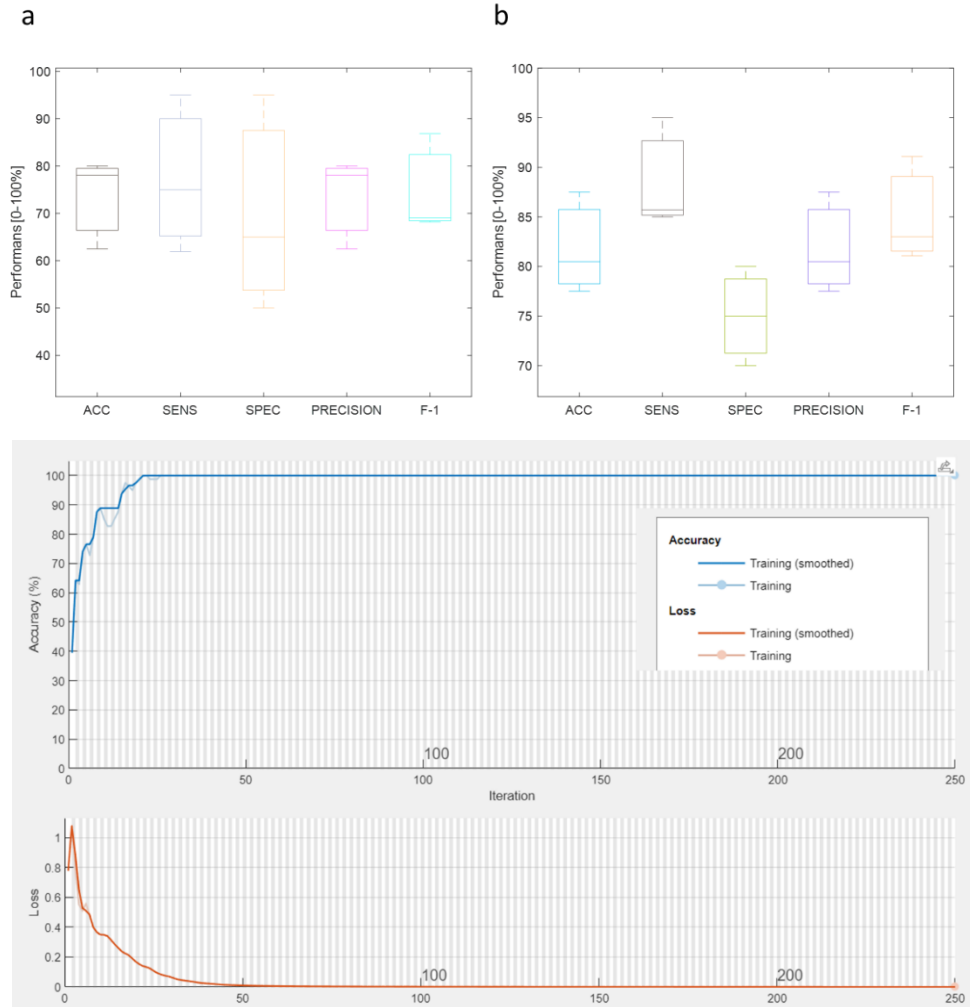 a
b
100
90
80
70
60
50
40
Performans [0-100%]
ACC SENS SPEC PRECISION F-1
100
95
90
85
80
75
70
Performans [0-100%]
ACC SENS SPEC PRECISION F-1
100
90
80
70
60
50
40
30
20
10
0
Accuracy (%)
Accuracy
Training (smoothed)
Training
Loss
Training (smoothed)
Training
100 200
0 50 100 150 200 250
Iteration
1
0.8
0.6
0.4
0.2
0
Loss
100 200
0 50 100 150 200 250